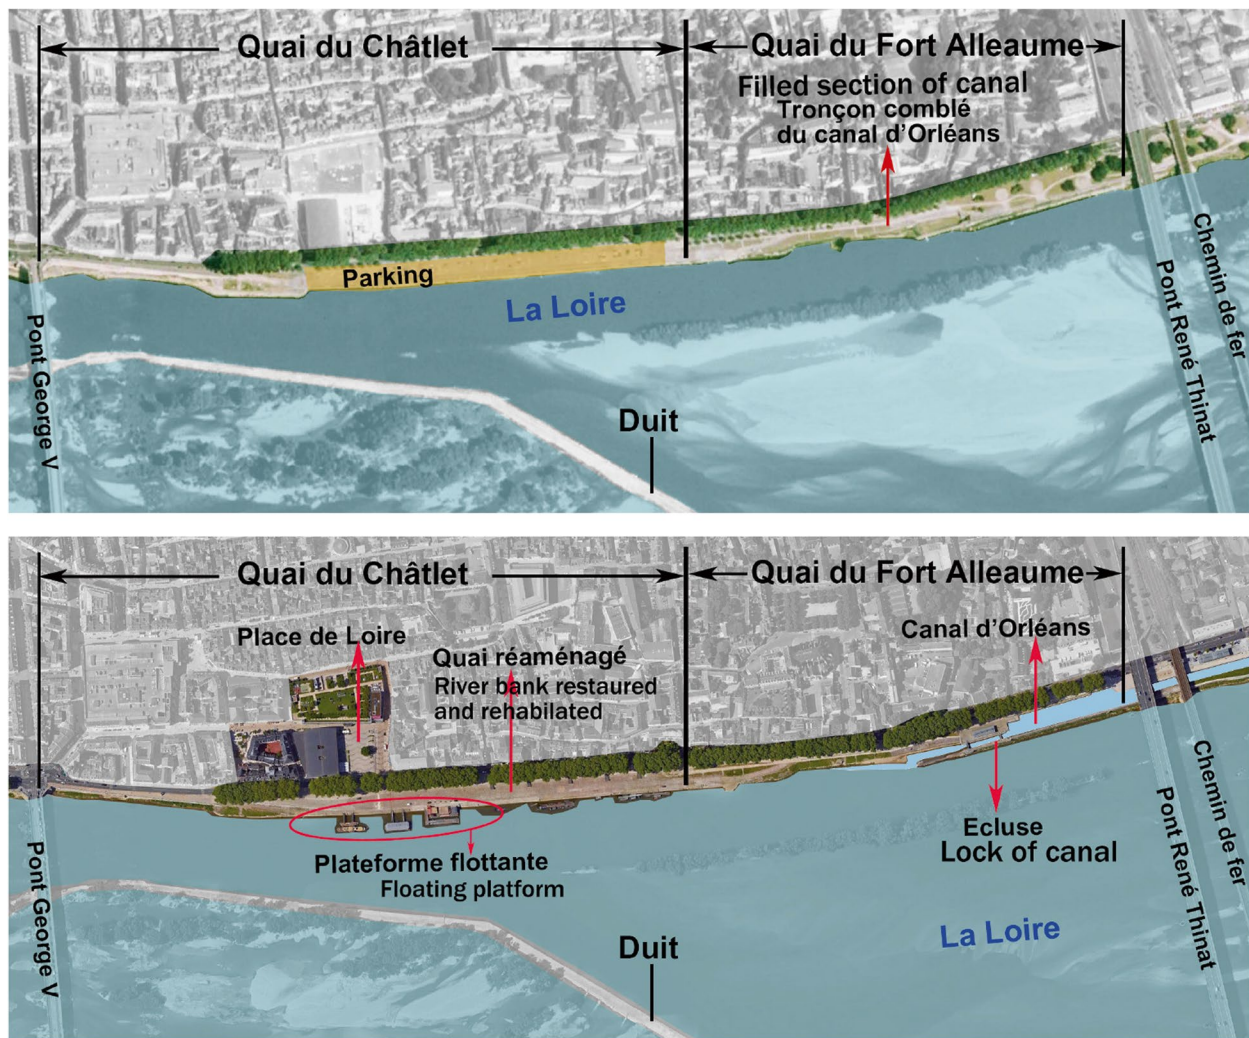 Quai du Châtlet
Quai du Fort Alleaume
Filled section of canal
Tronçon comblé
du canal d'Orléans
Parking
La Loire
Duit
Pont George V
Pont René Thinat
Chemin de fer
Quai du Châtlet
Quai du Fort Alleaume
Place de Loire
Canal d'Orléans
Quai réaménagé
River bank restaured
and rehabilated
Plateforme flottante
Floating platform
Ecluse
Lock of canal
La Loire
Duit
Pont George V
Pont René Thinat
Chemin de fer